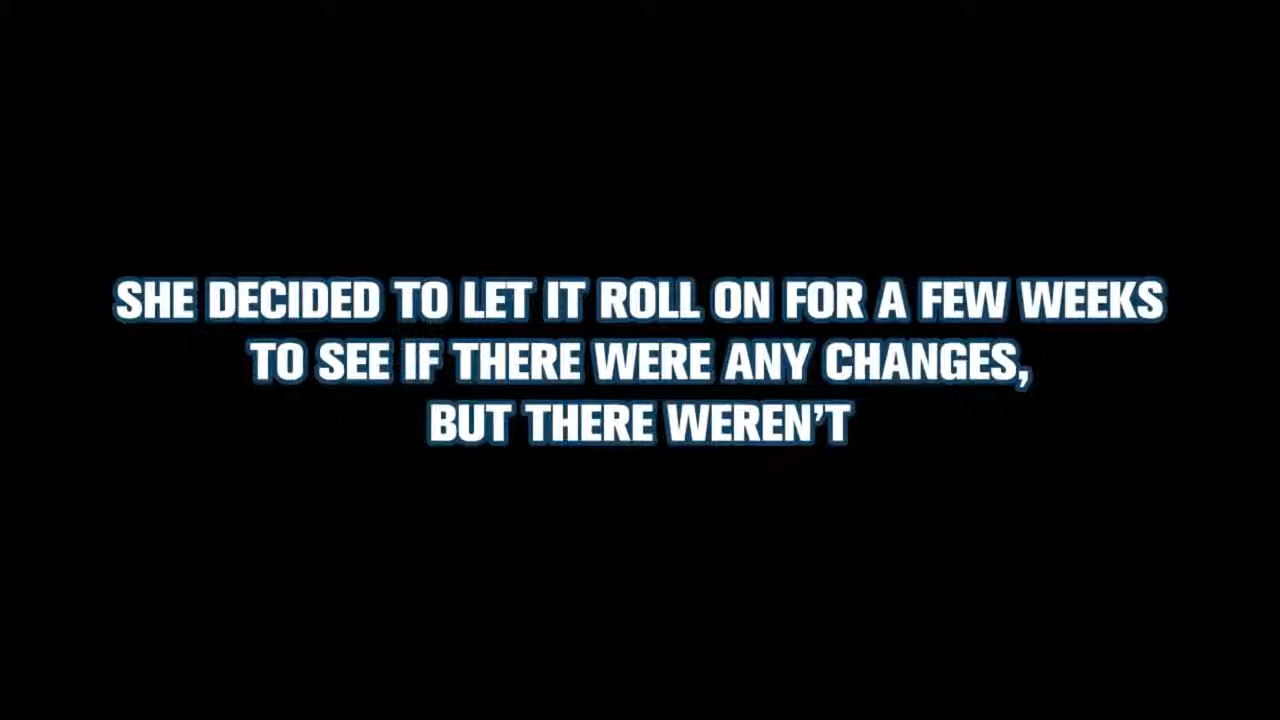 SHE DECIDED TO LET IT ROLL ON FOR A FEW WEEKS
TO SEE IF THERE WERE ANY CHANGES,
BUT THERE WEREN’T